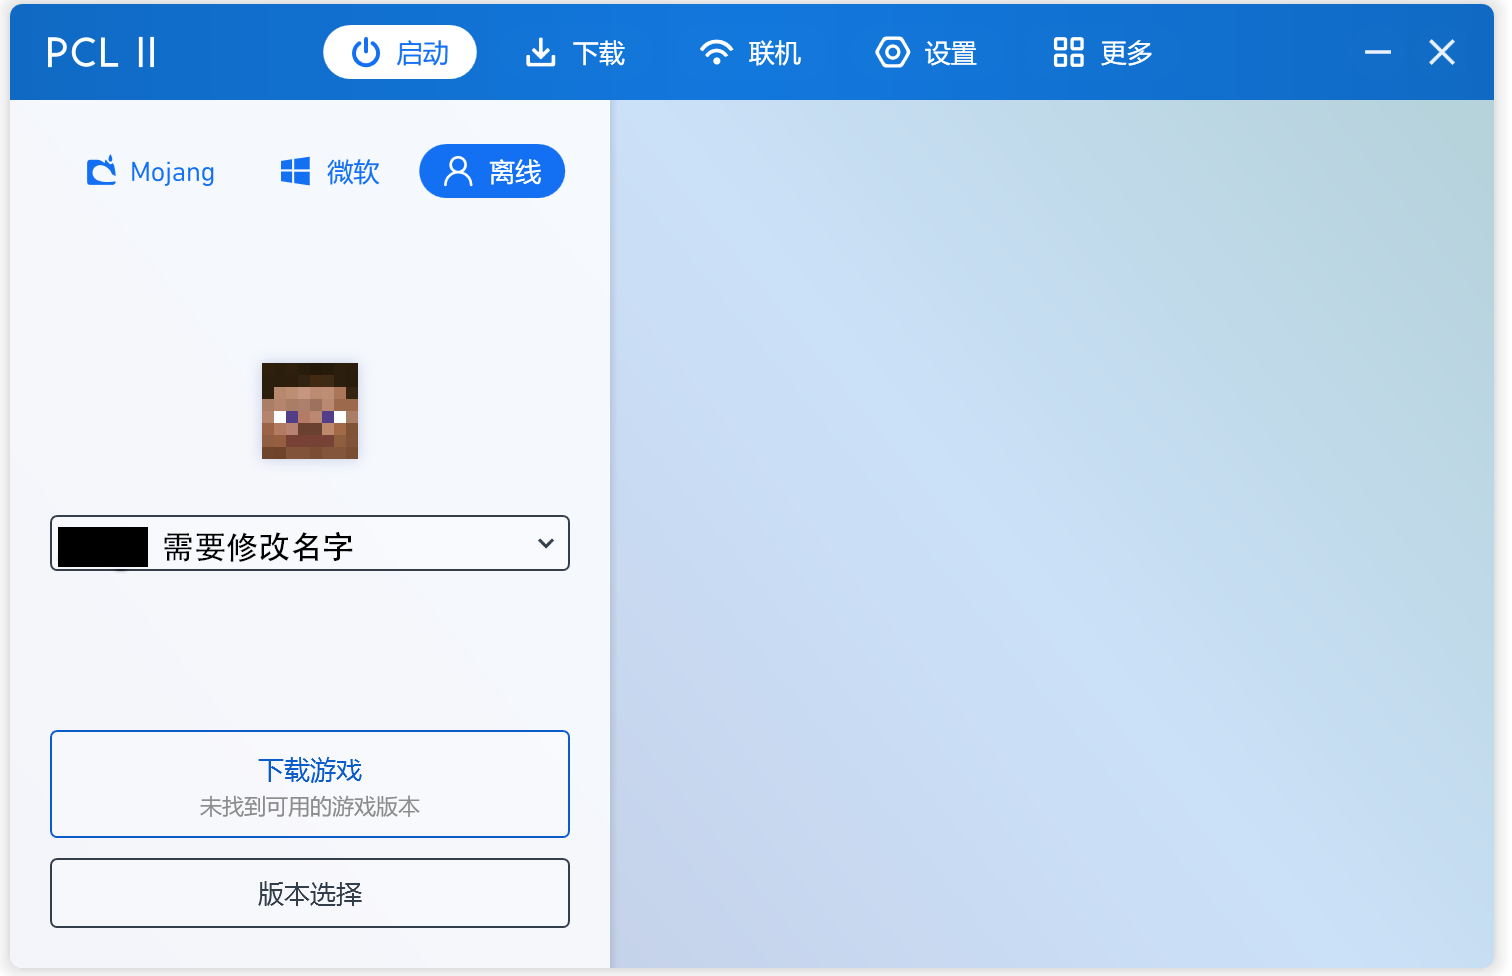 PCL II
启动
下载
联机
设置
更多
Mojang
微软
离线
需要修改名字
下载游戏
未找到可用的游戏版本
版本选择